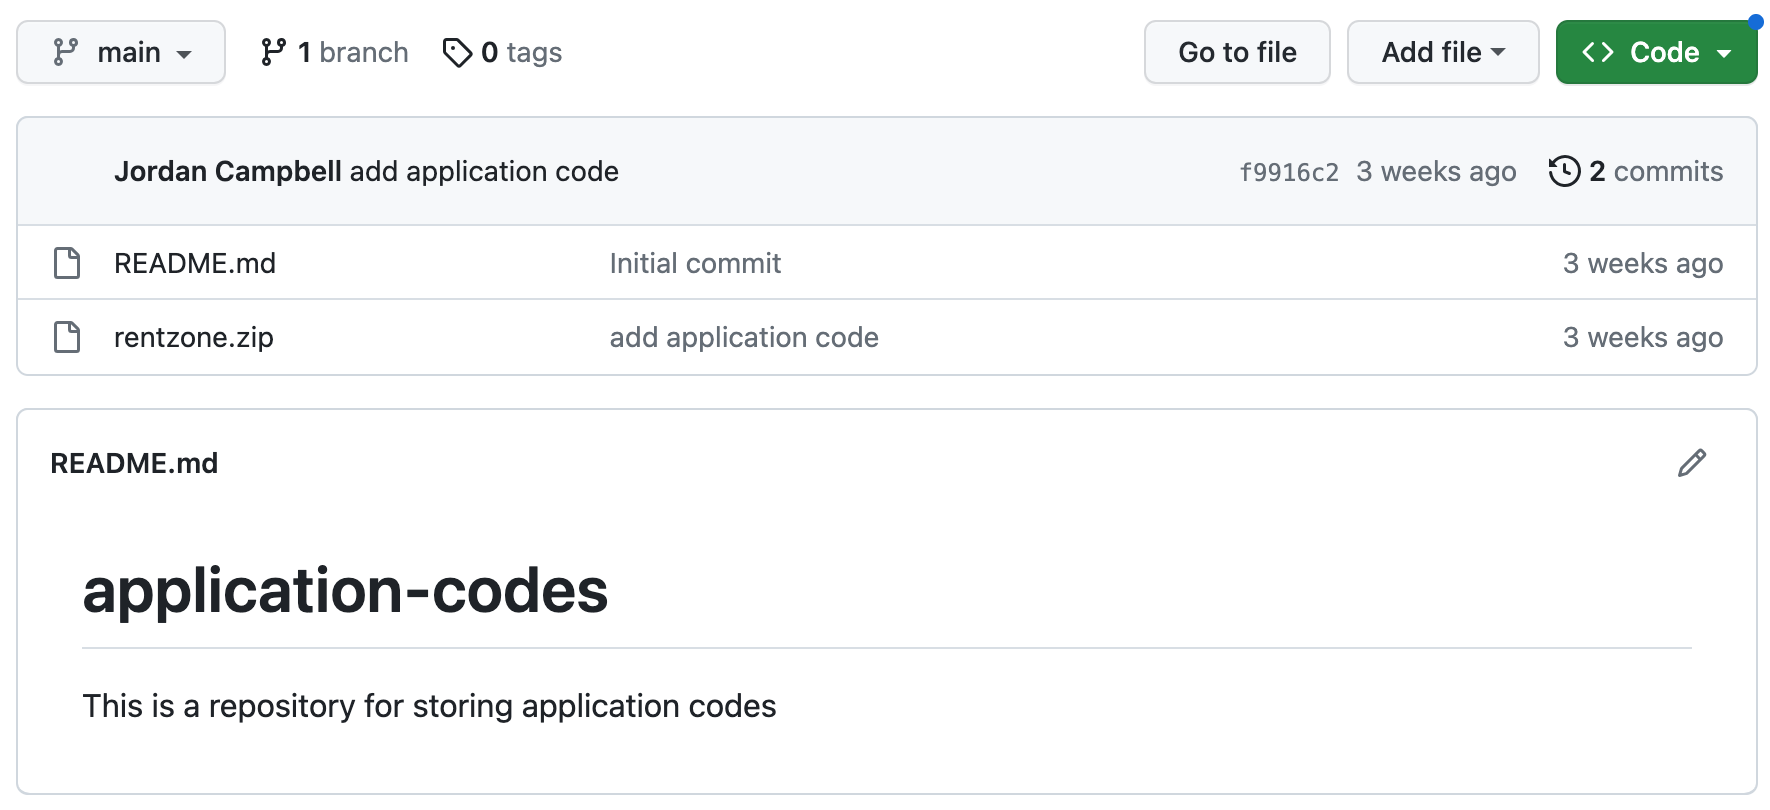 main 1 branch 0 tags Go to file Add file <> Code
Jordan Campbell add application code f9916c2 3 weeks ago 2 commits
README.md Initial commit 3 weeks ago
rentzone.zip add application code 3 weeks ago
README.md
application-codes
This is a repository for storing application codes